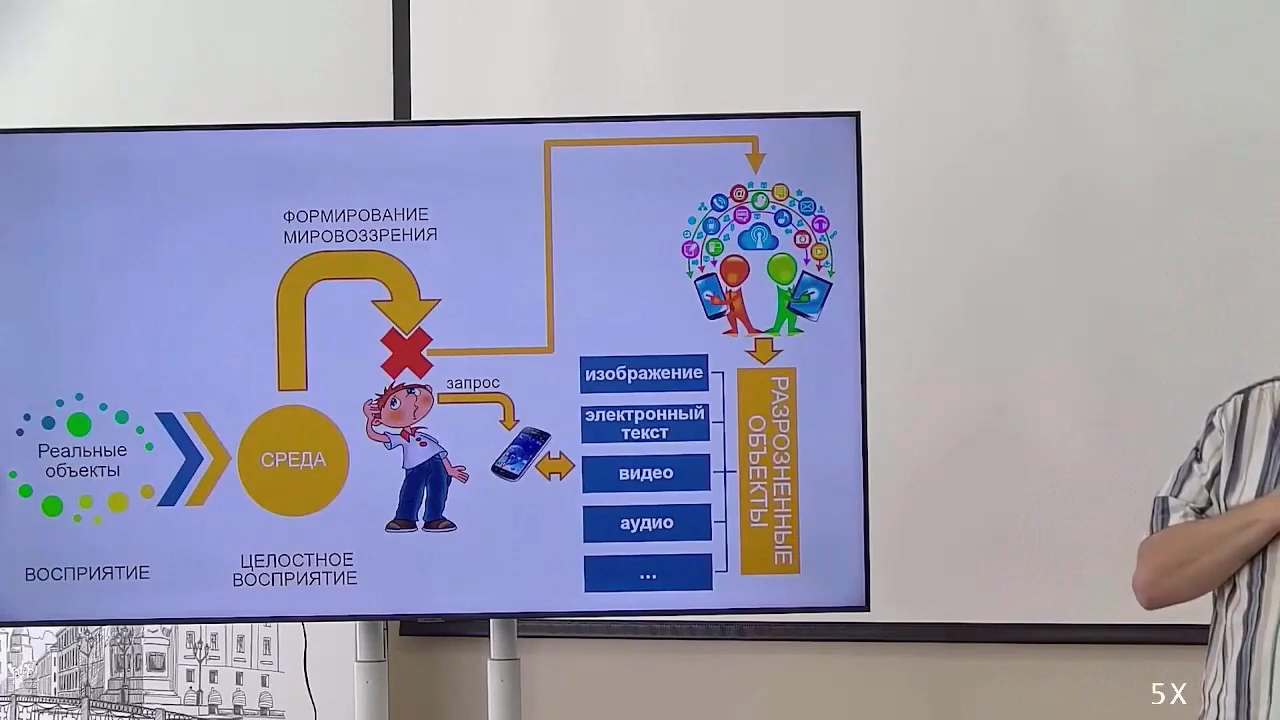 ФОРМИРОВАНИЕ
МИРОВОЗЗРЕНИЯ
запрос
изображение
электронный
текст
видео
аудио
...
РАЗРОЗНЕННЫЕ
ОБЪЕКТЫ
Реальные
объекты
СРЕДА
ВОСПРИЯТИЕ
ЦЕЛОСТНОЕ
ВОСПРИЯТИЕ
5X